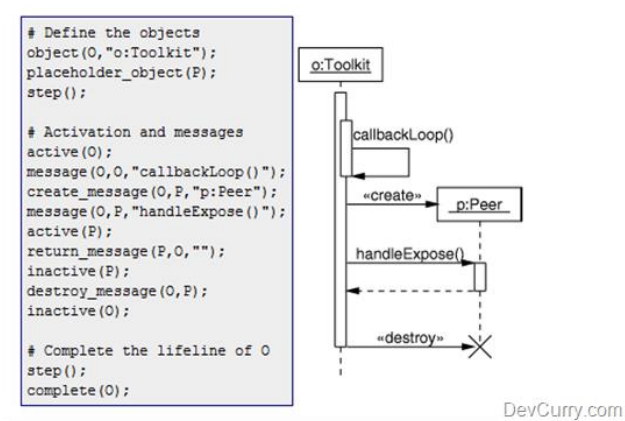 # Define the objects
object(O,"o:Toolkit");
placeholder_object(P);
step();
# Activation and messages
active(O);
message(O,O,"callbackLoop()");
create_message(O,P,"p:Peer");
message(O,P,"handleExpose()");
active(P);
return_message(P,O,"");
inactive(P);
destroy_message(O,P);
inactive(O);
# Complete the lifeline of O
step();
complete(O);
o:Toolkit
callbackLoop()
«create»
p:Peer
handleExpose()
«destroy»
DevCurry.com